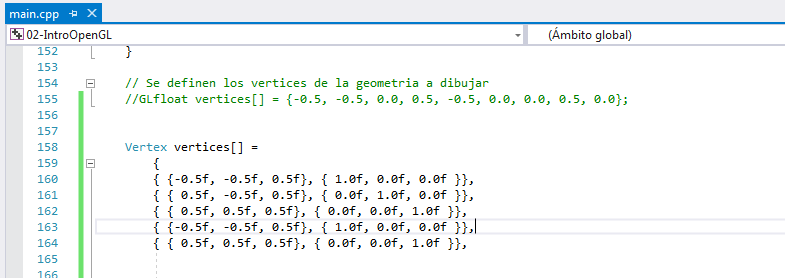 main.cpp
02-IntroOpenGL
(Ámbito global)
152 }
153
154 // Se definen los vertices de la geometria a dibujar
155 //GLfloat vertices[] = {-0.5, -0.5, 0.0, 0.5, -0.5, 0.0, 0.0, 0.5, 0.0};
156
157
158 Vertex vertices[] =
159 {
160 { {-0.5f, -0.5f, 0.5f}, { 1.0f, 0.0f, 0.0f }},
161 { { 0.5f, -0.5f, 0.5f}, { 0.0f, 1.0f, 0.0f }},
162 { { 0.5f, 0.5f, 0.5f}, { 0.0f, 0.0f, 1.0f }},
163 { {-0.5f, -0.5f, 0.5f}, { 1.0f, 0.0f, 0.0f }},
164 { { 0.5f, 0.5f, 0.5f}, { 0.0f, 0.0f, 1.0f }},
165
166